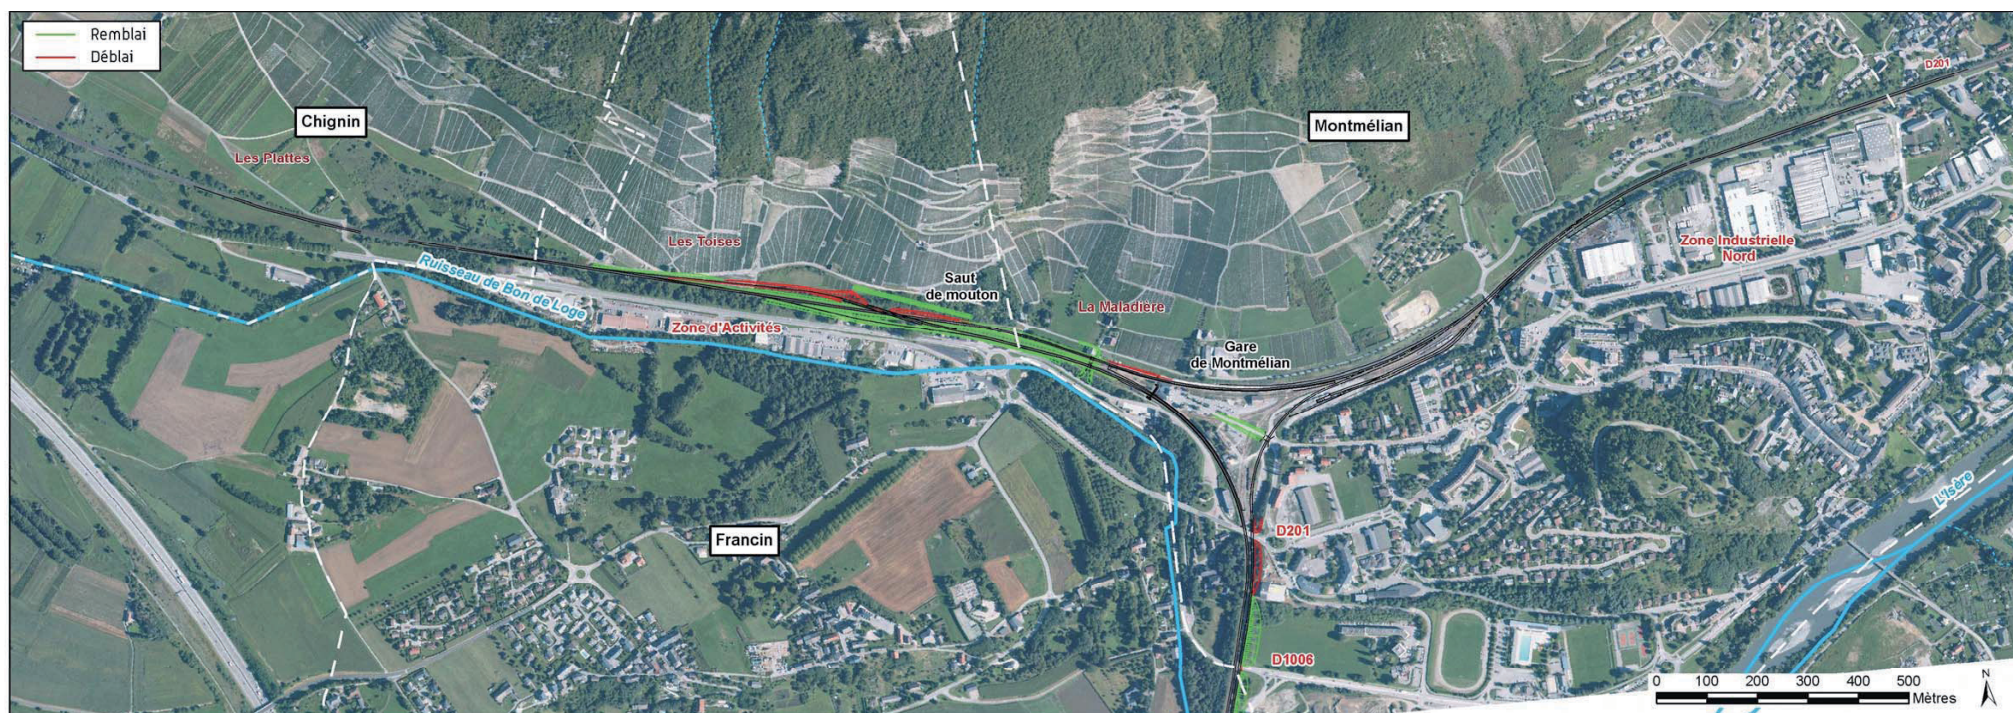 Remblai
Déblai
D201
Chignin
Montmélian
Les Plattes
Les Toises
Zone Industrielle
Nord
Ruisseau de Bon de Loge
Saut
de mouton
La Maladière
Zone d'Activités
Gare
de Montmélian
L'Isère
D201
Francin
D1006
N
0 100 200 300 400 500
Mètres